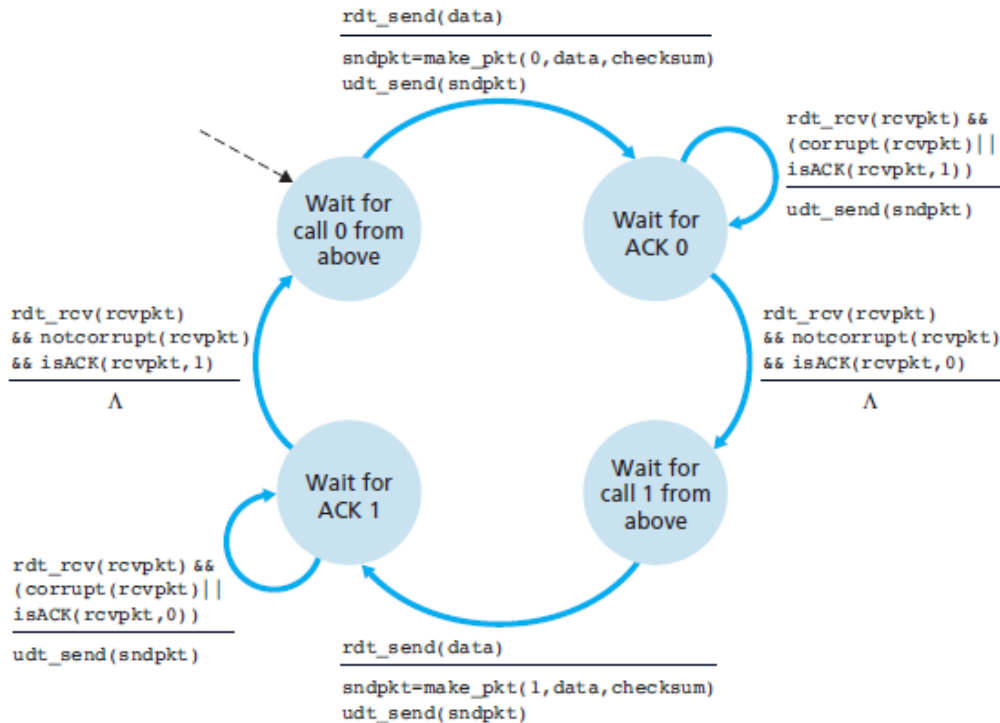 rdt_send(data)
sndpkt=make_pkt(0,data,checksum)
udt_send(sndpkt)
rdt_rcv(rcvpkt) &&
(corrupt(rcvpkt)||
isACK(rcvpkt,1))
udt_send(sndpkt)
Wait for
call 0 from
above
Wait for
ACK 0
rdt_rcv(rcvpkt)
&& notcorrupt(rcvpkt)
&& isACK(rcvpkt,1)
Λ
rdt_rcv(rcvpkt)
&& notcorrupt(rcvpkt)
&& isACK(rcvpkt,0)
Λ
Wait for
ACK 1
Wait for
call 1 from
above
rdt_rcv(rcvpkt) &&
(corrupt(rcvpkt)||
isACK(rcvpkt,0))
udt_send(sndpkt)
rdt_send(data)
sndpkt=make_pkt(1,data,checksum)
udt_send(sndpkt)